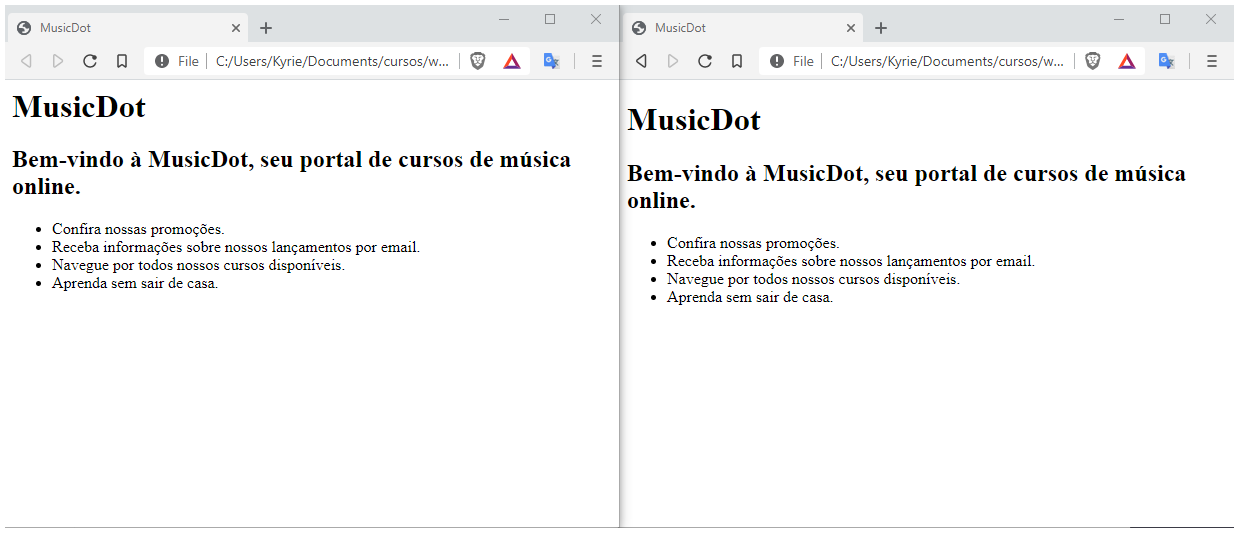 MusicDot
File | C:/Users/Kyrie/Documents/cursos/w...
MusicDot
Bem-vindo à MusicDot, seu portal de cursos de música
online.
• Confira nossas promoções.
• Receba informações sobre nossos lançamentos por email.
• Navegue por todos nossos cursos disponíveis.
• Aprenda sem sair de casa.
MusicDot
File | C:/Users/Kyrie/Documents/cursos/w...
MusicDot
Bem-vindo à MusicDot, seu portal de cursos de música
online.
• Confira nossas promoções.
• Receba informações sobre nossos lançamentos por email.
• Navegue por todos nossos cursos disponíveis.
• Aprenda sem sair de casa.